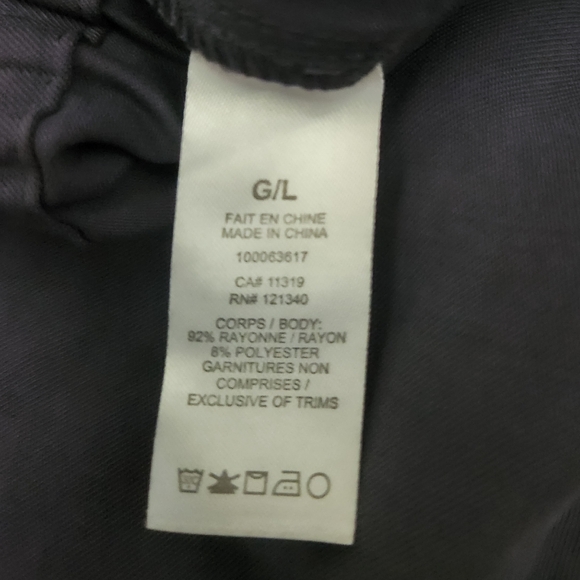 G/L
FAIT EN CHINE
MADE IN CHINA
100063617
CA# 11319
RN# 121340
CORPS / BODY:
92% RAYONNE / RAYON
8% POLYESTER
GARNITURES NON
COMPRISES /
EXCLUSIVE OF TRIMS